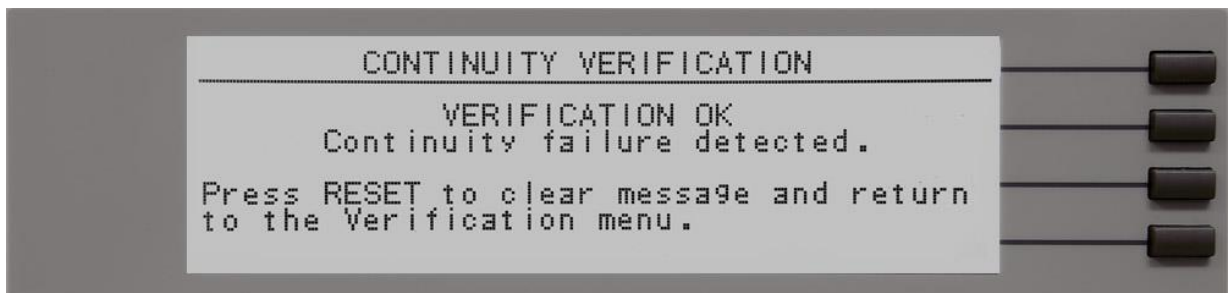 CONTINUITY VERIFICATION
VERIFICATION OK
Continuity failure detected.
Press RESET to clear message and return
to the Verification menu.